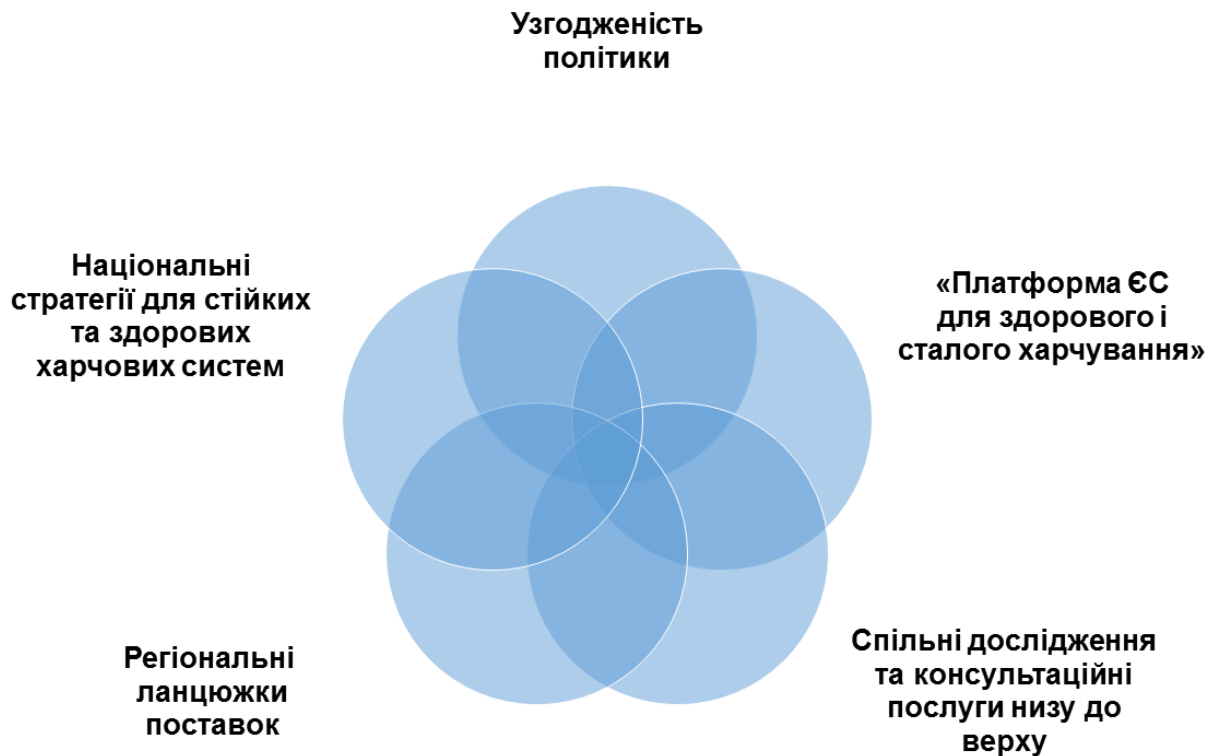 Узгодженість
політики
Національні
стратегії для стійких
та здорових
харчових систем
«Платформа ЄС
для здорового і
сталого харчування»
Регіональні
ланцюжки
поставок
Спільні дослідження
та консультаційні
послуги низу до
верху